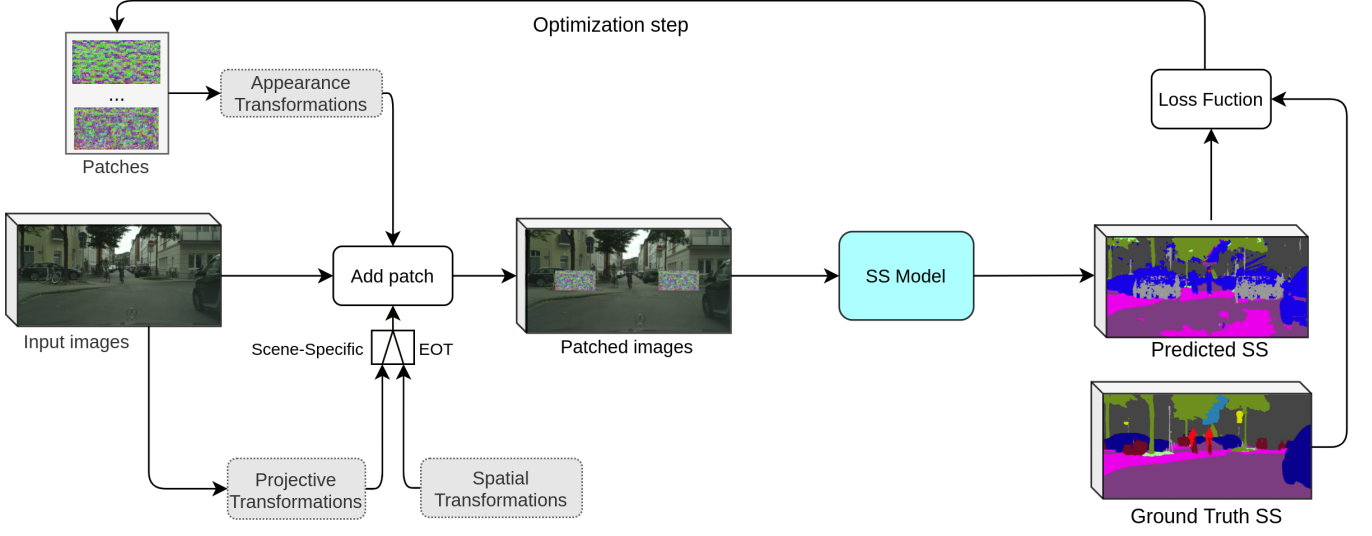 Optimization step
Appearance
Transformations
...
Patches
Loss Fuction
Add patch
SS Model
Input images
Scene-Specific
EOT
Patched images
Predicted SS
Projective
Transformations
Spatial
Transformations
Ground Truth SS